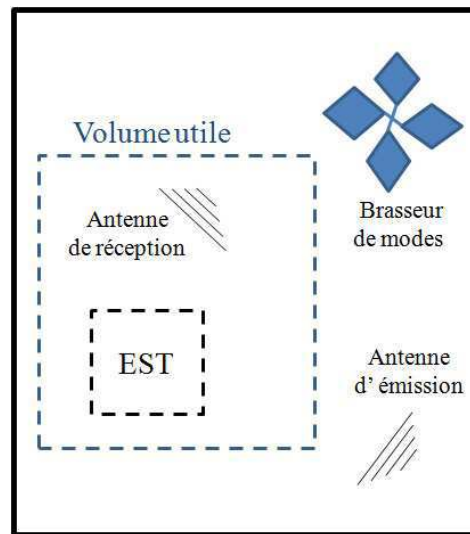 Volume utile
Antenne
de réception
EST
Brasseur
de modes
Antenne
d' émission